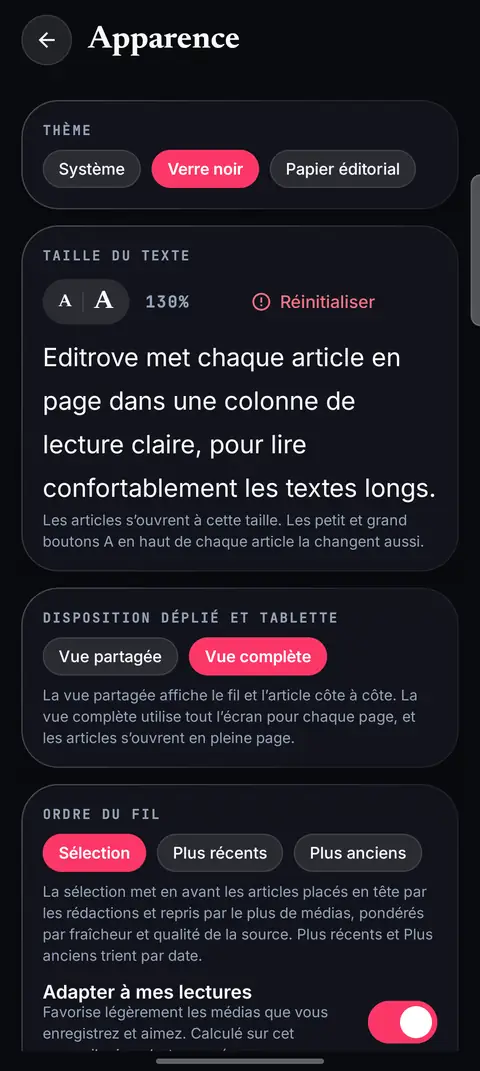 Apparence
THÈME
Système
Verre noir
Papier éditorial
TAILLE DU TEXTE
A A 130% Réinitialiser
Editrove met chaque article en
page dans une colonne de
lecture claire, pour lire
confortablement les textes longs.
Les articles s’ouvrent à cette taille. Les petit et grand
boutons A en haut de chaque article la changent aussi.
DISPOSITION DÉPLIÉ ET TABLETTE
Vue partagée
Vue complète
La vue partagée affiche le fil et l’article côte à côte. La
vue complète utilise tout l’écran pour chaque page, et
les articles s’ouvrent en pleine page.
ORDRE DU FIL
Sélection
Plus récents
Plus anciens
La sélection met en avant les articles placés en tête par
les rédactions et repris par le plus de médias, pondérés
par fraîcheur et qualité de la source. Plus récents et Plus
anciens trient par date.
Adapter à mes lectures
Favorise légèrement les médias que vous
enregistrez et aimez. Calculé sur cet